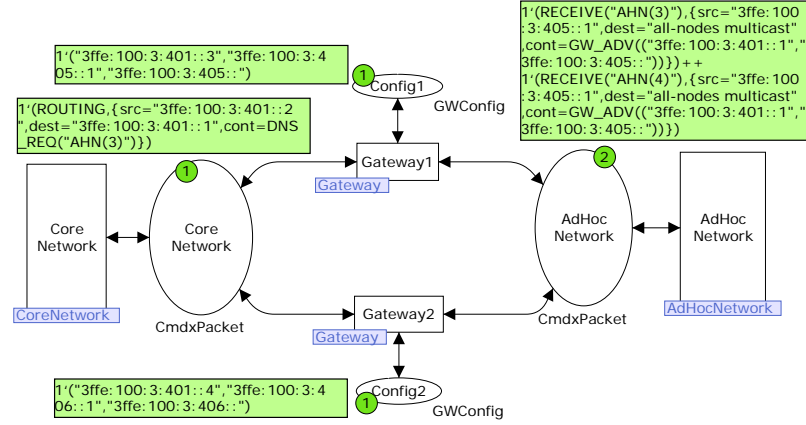 1`("3ffe:100:3:401::3","3ffe:100:3:4
05::1","3ffe:100:3:405::")
1
Config1
GWConfig
1`(RECEIVE("AHN(3)"),{src="3ffe:100
:3:405::1",dest="all-nodes multicast"
,cont=GW_ADV(("3ffe:100:3:401::1","
3ffe:100:3:405::"))})++
1`(RECEIVE("AHN(4)"),{src="3ffe:100
:3:405::1",dest="all-nodes multicast"
,cont=GW_ADV(("3ffe:100:3:401::1","
3ffe:100:3:405::"))})
1`(ROUTING,{src="3ffe:100:3:401::2
",dest="3ffe:100:3:401::1",cont=DNS
_REQ("AHN(3)")})
1
Gateway1
Gateway
2
Core
Network
CoreNetwork
Core
Network
CmdxPacket
AdHoc
Network
CmdxPacket
AdHoc
Network
AdHocNetwork
Gateway2
Gateway
1`("3ffe:100:3:401::4","3ffe:100:3:4
06::1","3ffe:100:3:406::")
Config2
1
GWConfig